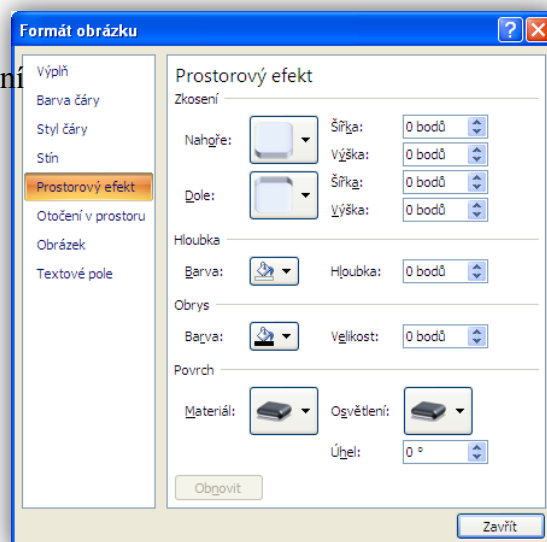 Formát obrázku
ní
Výplň
Barva čáry
Styl čáry
Stín
Prostorový efekt
Otočení v prostoru
Obrázek
Textové pole
Prostorový efekt
Zkosení
Nahoře:
Šířka: 0 bodů
Výška: 0 bodů
Dole:
Šířka: 0 bodů
Výška: 0 bodů
Hloubka
Barva: Hloubka: 0 bodů
Obrys
Barva: Velikost: 0 bodů
Povrch
Materiál: Osvětlení:
Úhel: 0 °
Obnovit
Zavřít